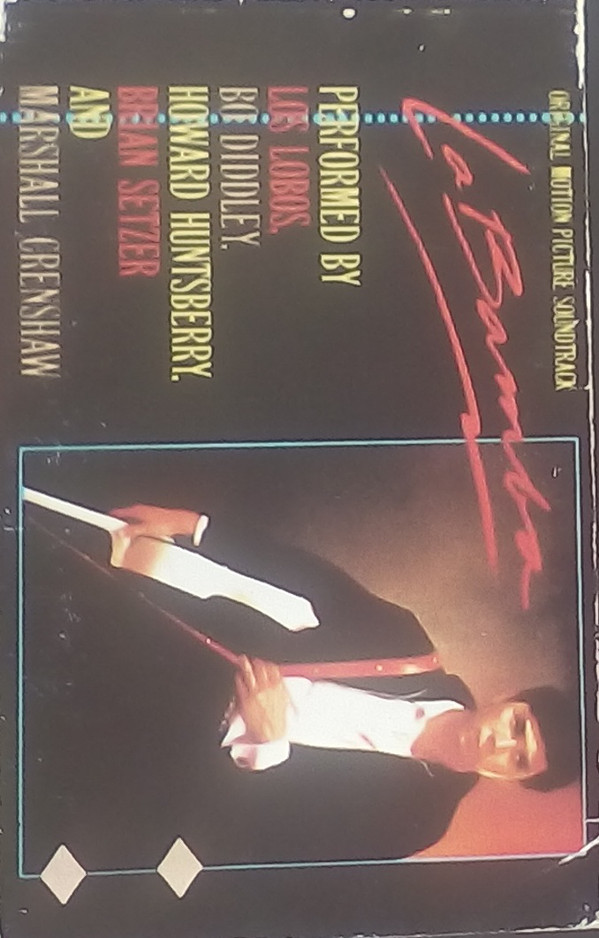 ORIGINAL MOTION PICTURE SOUNDTRACK
La Bamba
PERFORMED BY
LOS LOBOS,
BO DIDDLEY,
HOWARD HUNTSBERRY,
BRIAN SETZER
AND
MARSHALL CRENSHAW